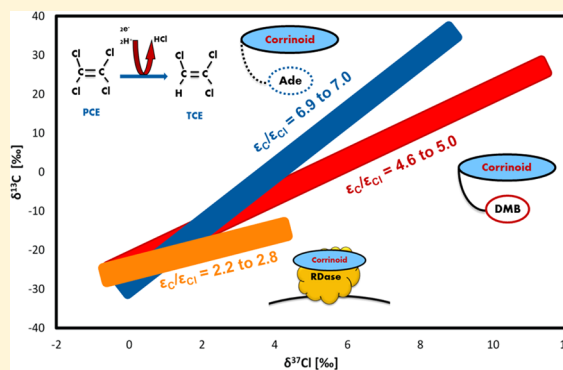 40
30
20
10
0
-10
-20
-30
-40
δ¹³C [‰]
-2
0
2
4
6
8
10
12
δ³⁷Cl [‰]
2e⁻
2H⁺
HCl
Cl
Cl
C
C
Cl
Cl
PCE
Cl
Cl
C
C
H
Cl
TCE
Corrinoid
Ade
εC/εCl = 6.9 to 7.0
εC/εCl = 4.6 to 5.0
Corrinoid
DMB
εC/εCl = 2.2 to 2.8
Corrinoid
RDase